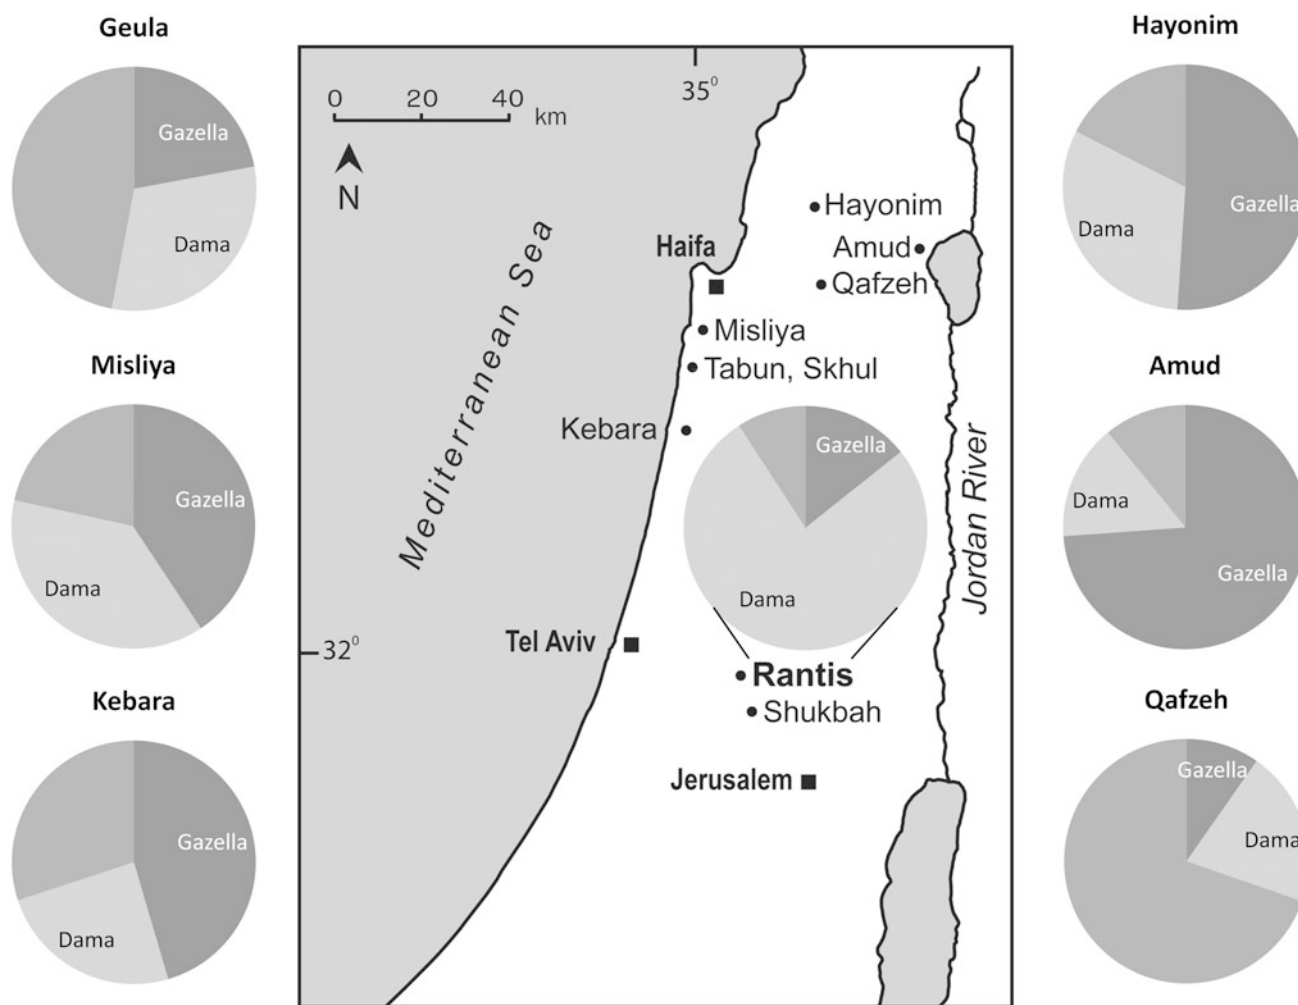 Geula
Gazella
Dama
Misliya
Gazella
Dama
Kebara
Gazella
Dama
0 20 40
km
N
35⁰
32⁰
Mediterranean Sea
Haifa
Hayonim
Amud
Qafzeh
Misliya
Tabun, Skhul
Kebara
Gazella
Dama
Jordan River
Tel Aviv
Rantis
Shukbah
Jerusalem
Hayonim
Gazella
Dama
Amud
Dama
Gazella
Qafzeh
Gazella
Dama